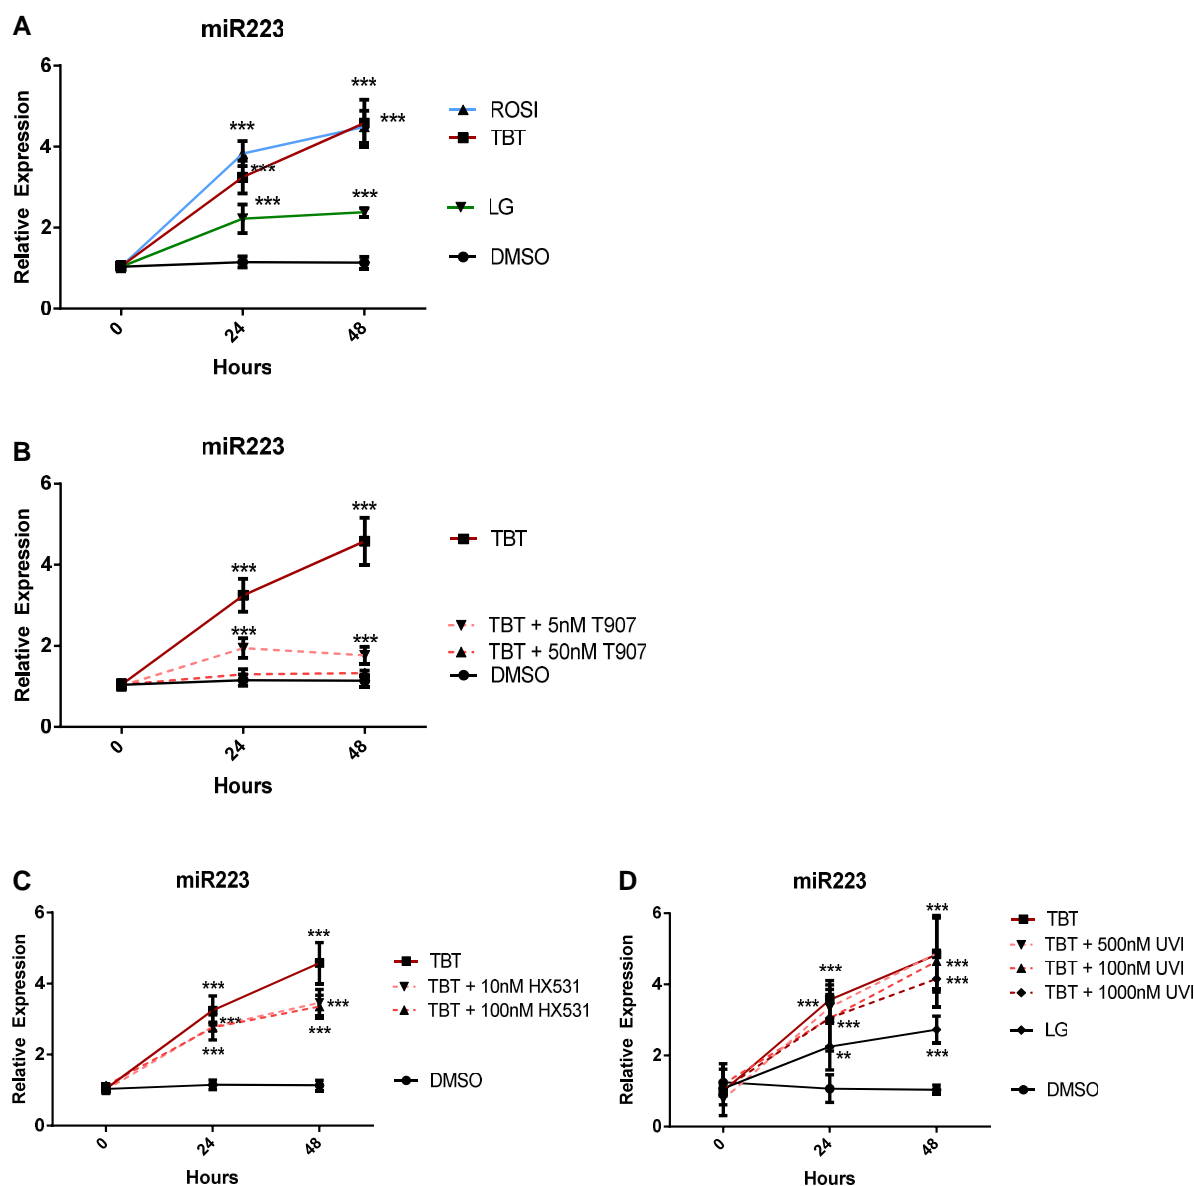 A
miR223
Relative Expression
6
4
2
0
***
***
***
***
***
***
0
24
48
Hours
ROSI
TBT
LG
DMSO
B
miR223
Relative Expression
6
4
2
0
***
***
***
***
0
24
48
Hours
TBT
TBT + 5nM T907
TBT + 50nM T907
DMSO
C
miR223
Relative Expression
6
4
2
0
***
***
***
***
***
***
0
24
48
Hours
TBT
TBT + 10nM HX531
TBT + 100nM HX531
DMSO
D
miR223
Relative Expression
6
4
2
0
***
***
***
**
***
***
***
***
0
24
48
Hours
TBT
TBT + 500nM UVI
TBT + 100nM UVI
TBT + 1000nM UVI
LG
DMSO